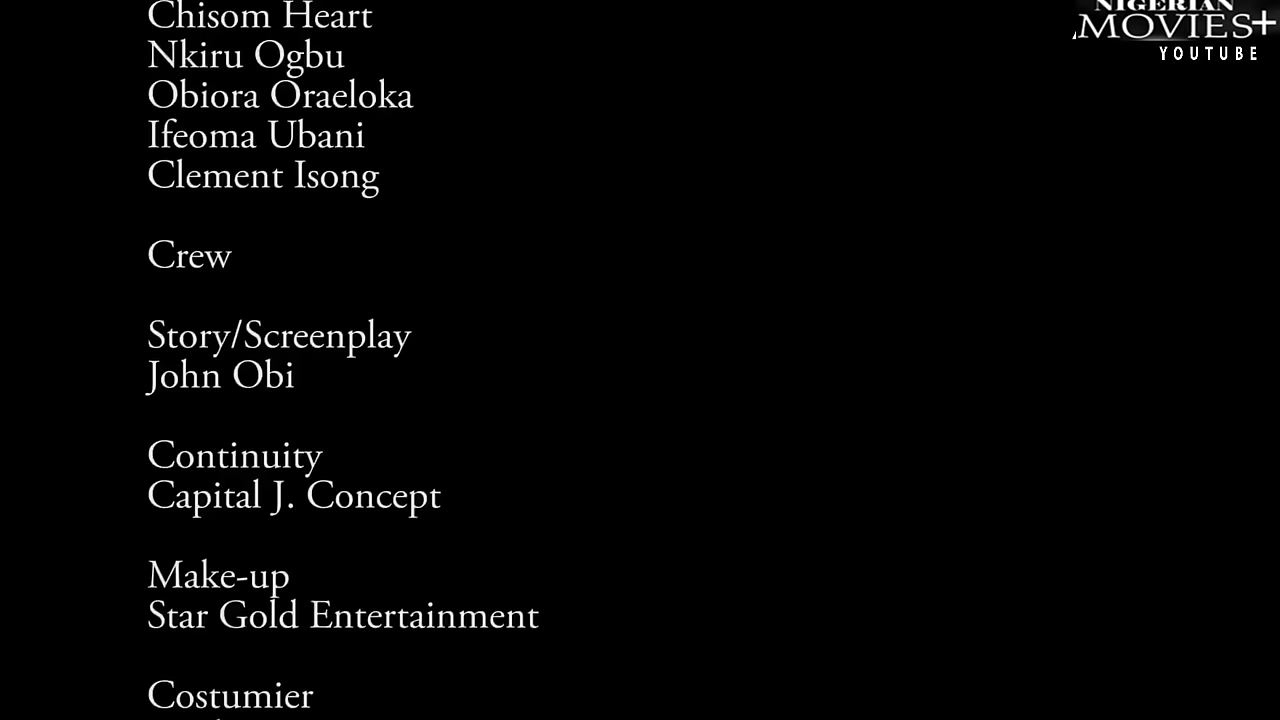 Chisom Heart
Nkiru Ogbu
Obiora Oraeloka
Ifeoma Ubani
Clement Isong
Crew
Story/Screenplay
John Obi
Continuity
Capital J. Concept
Make-up
Star Gold Entertainment
Costumier
NIGERIAN
MOVIES+
YOUTUBE